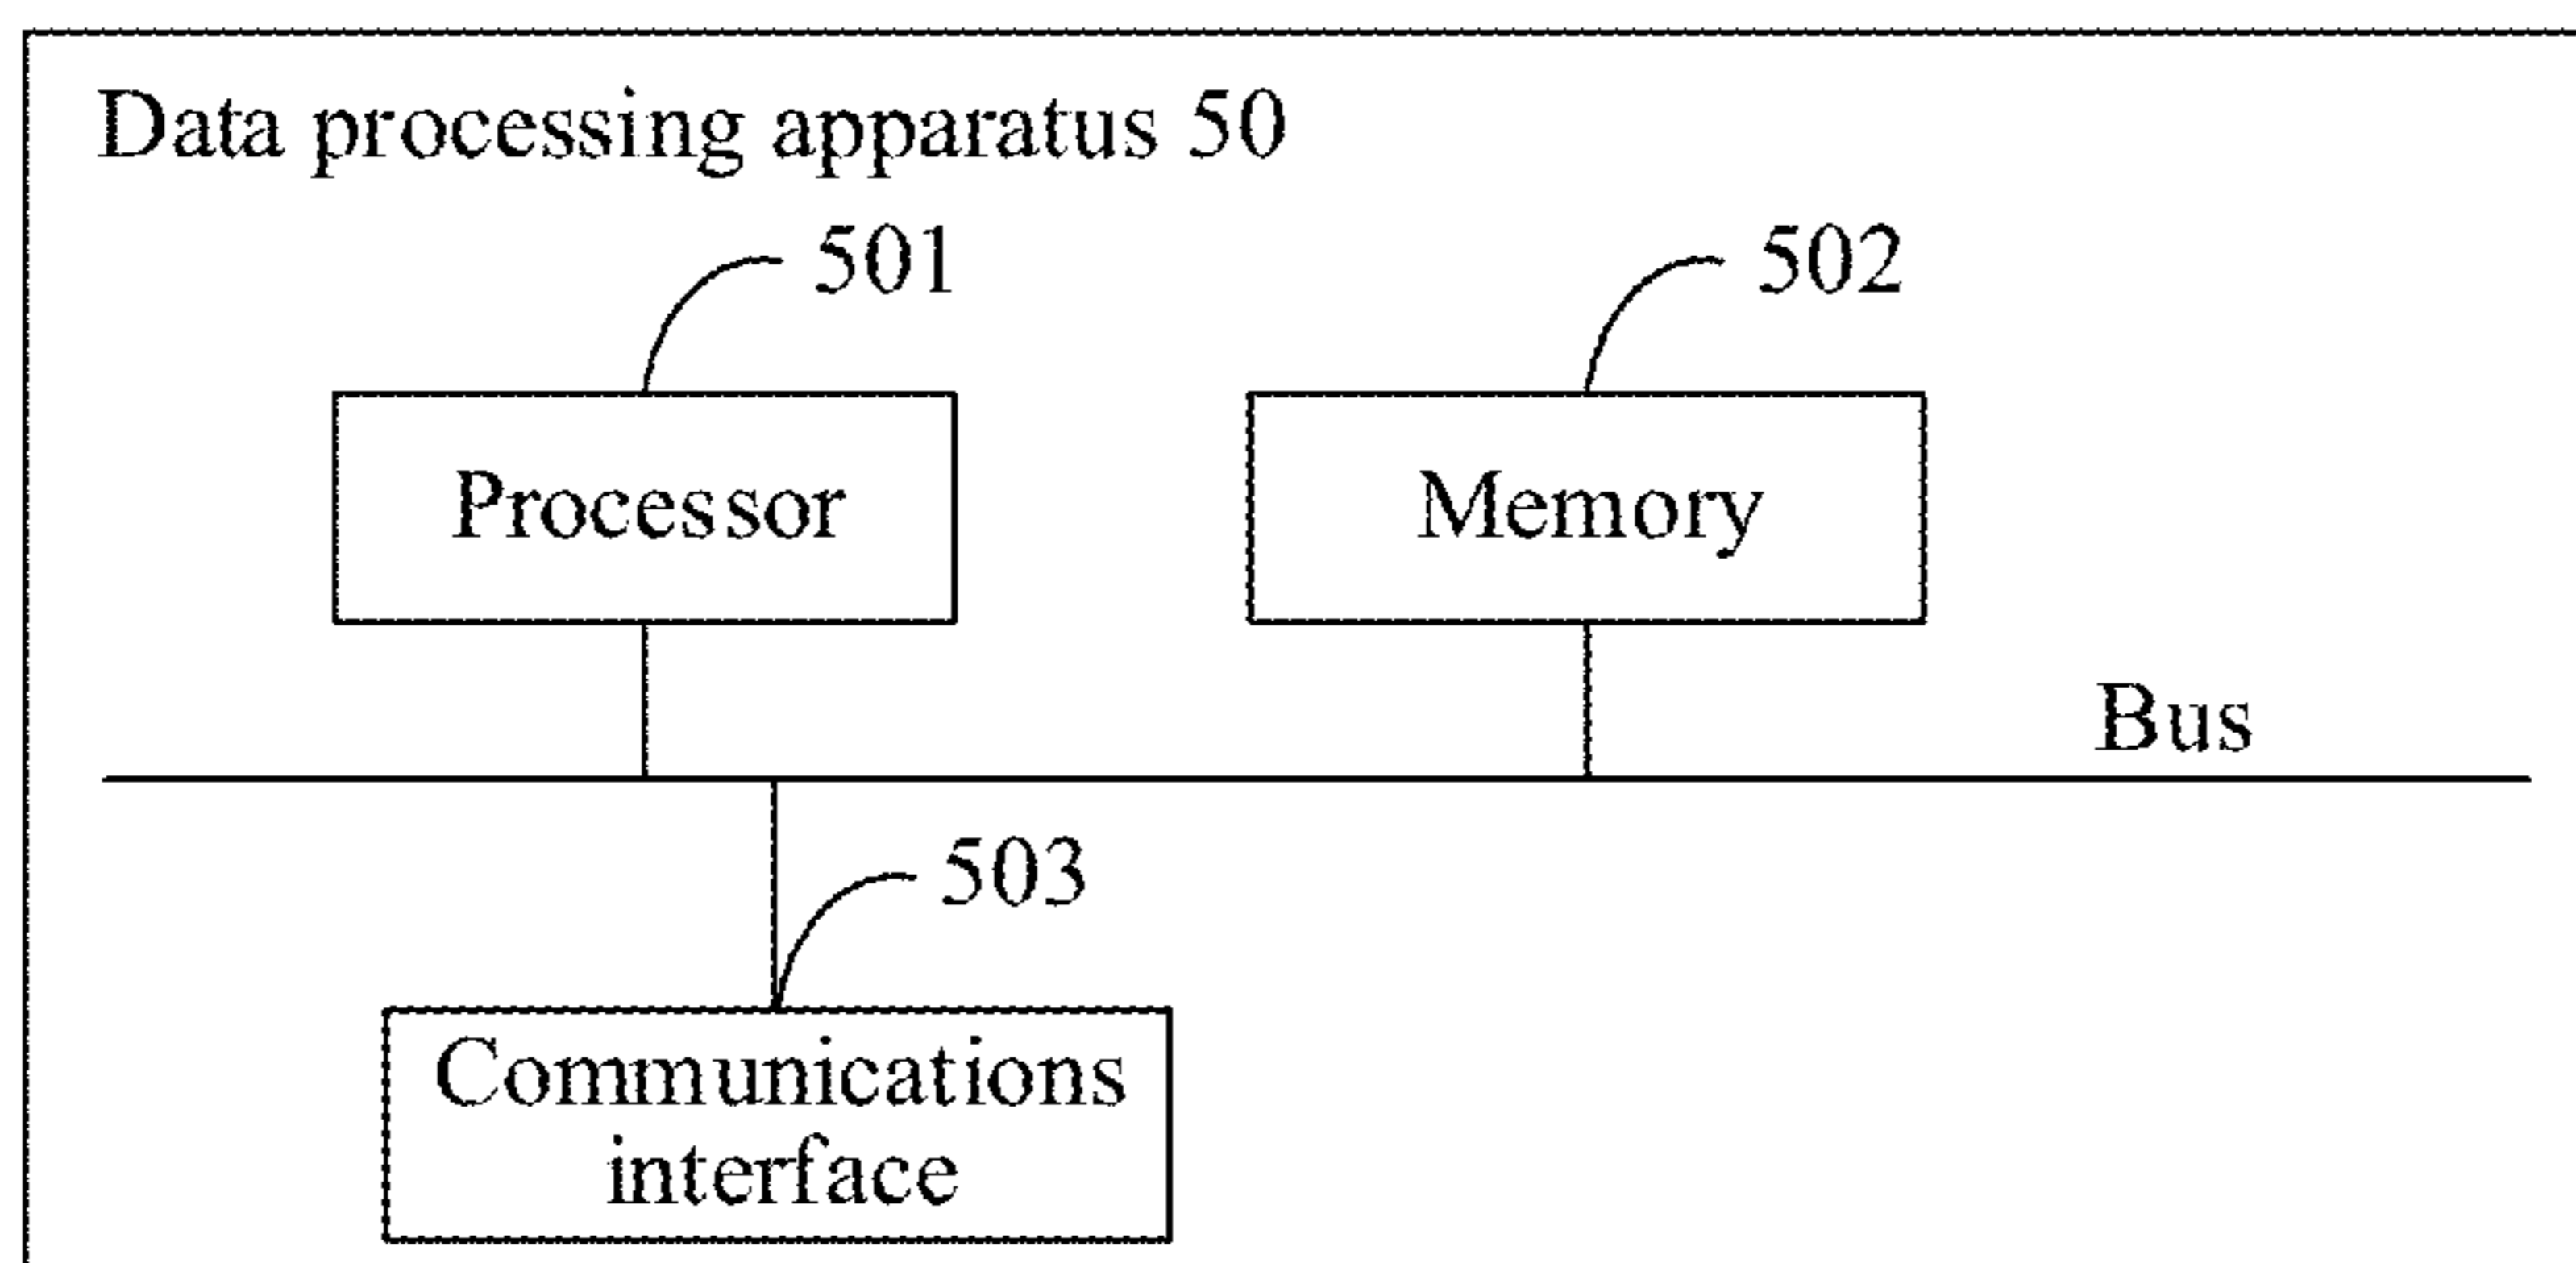 Data processing apparatus 50
501
502
Processor
Memory
Bus
503
Communications
interface